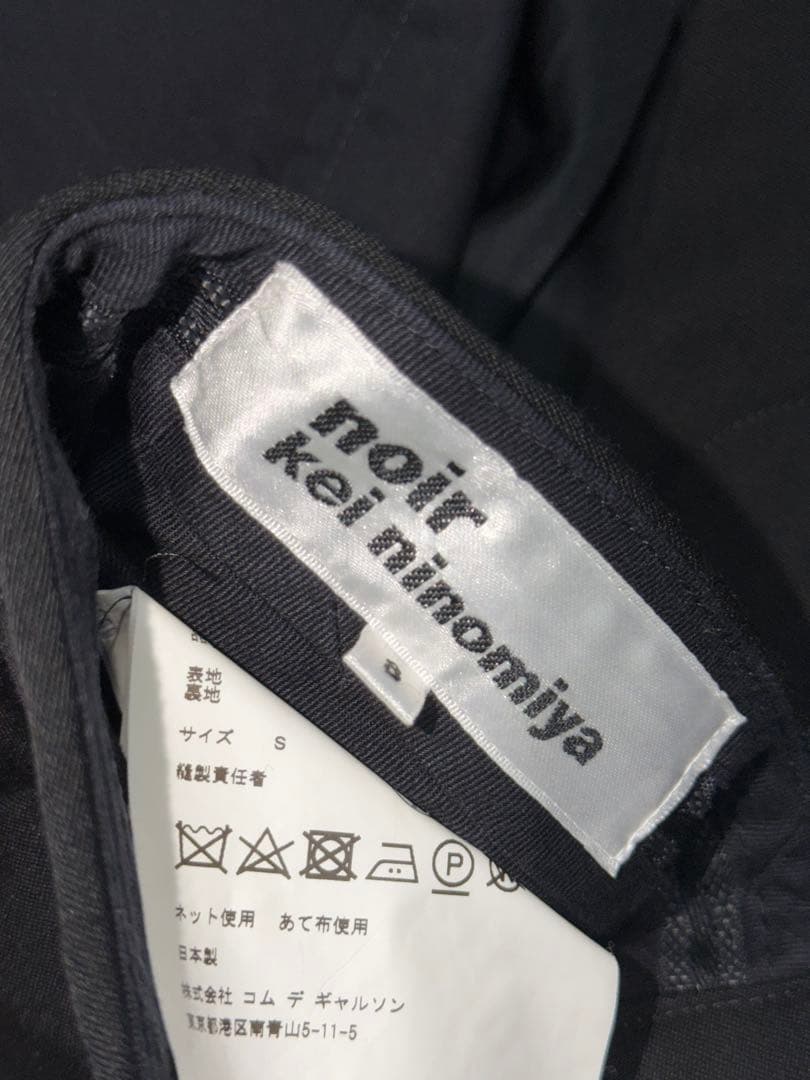 noir
kei ninomiya
S
表地
裏地
サイズ S
縫製責任者
P
ネット使用 あて布使用
日本製
株式会社 コム デ ギャルソン
東京都港区南青山5-11-5